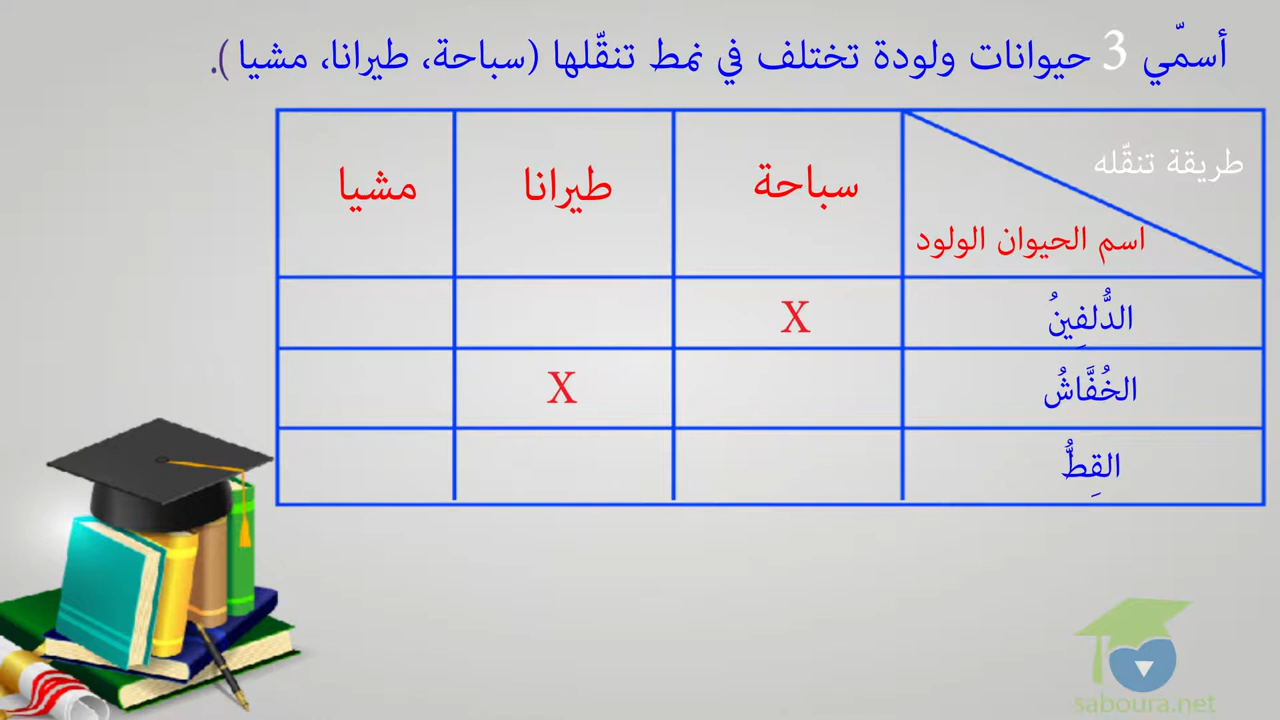 أسمّي 3 حيوانات ولودة تختلف في نمط تنقّلها (سباحة، طيرانا، مشيا).
طريقة تنقّله
اسم الحيوان الولود
سباحة طيرانا مشيا
الدُّلفِينُ X
الخُفَّاشُ X
القِطُّ
saboura.net